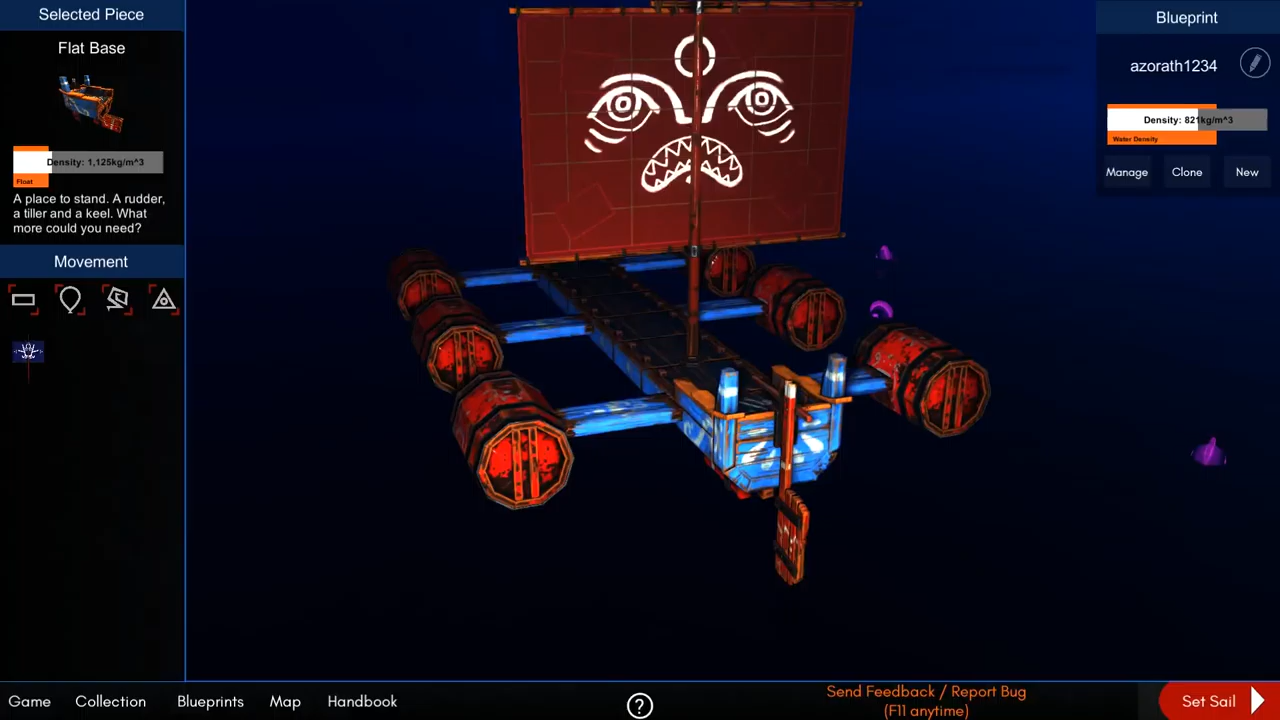 Selected Piece
Flat Base
Density: 1,125kg/m^3
Float
A place to stand. A rudder,
a tiller and a keel. What
more could you need?
Movement
Blueprint
azorath1234
Density: 821kg/m^3
Water Density
Manage
Clone
New
Game
Collection
Blueprints
Map
Handbook
?
Send Feedback / Report Bug
(F11 anytime)
Set Sail